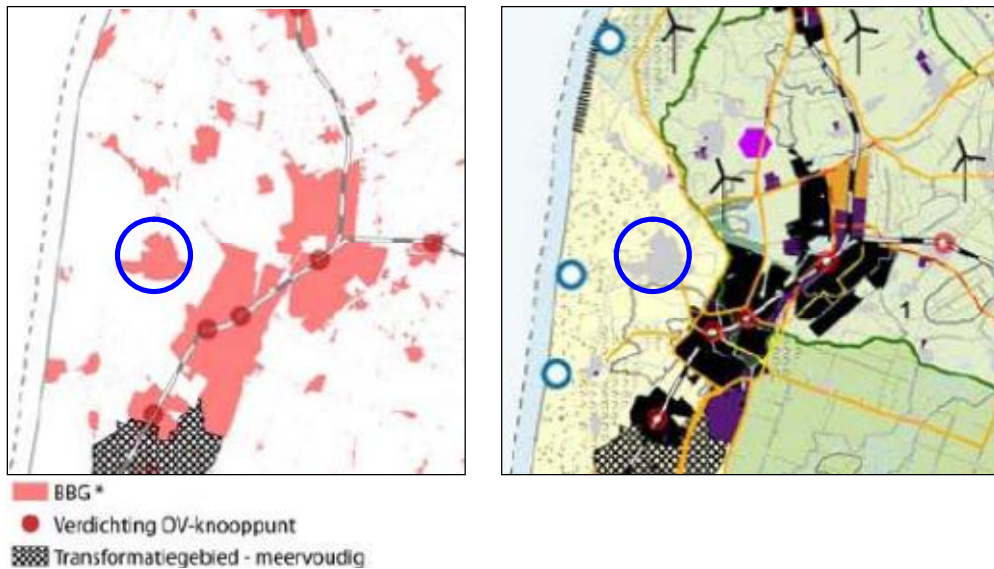 1
BBG *
Verdichting OV-knooppunt
Transformatiegebied - meervoudig